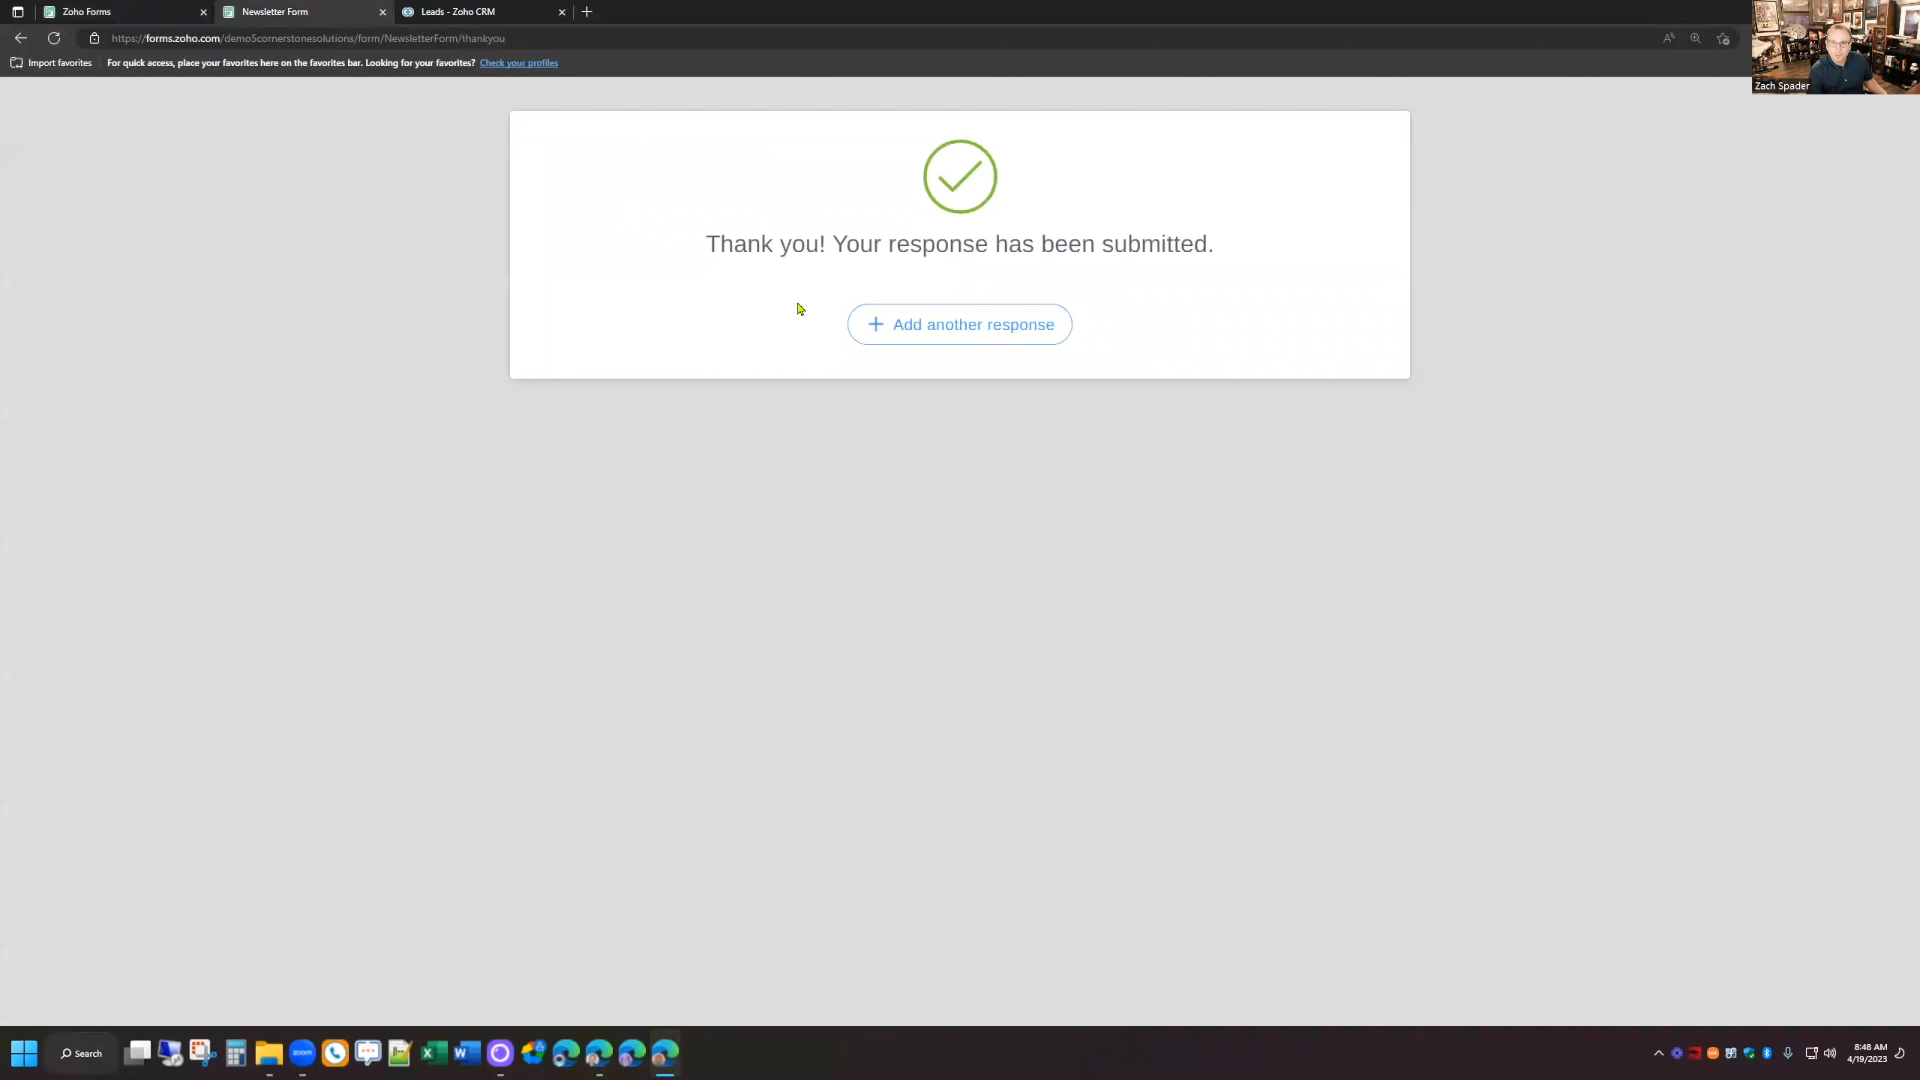 Zoho Forms
Newsletter Form
Leads - Zoho CRM
https://forms.zoho.com/demo5cornerstonesolutions/form/NewsletterForm/thankyou
Import favorites
For quick access, place your favorites here on the favorites bar. Looking for your favorites? Check your profiles
Zach Spader
Thank you! Your response has been submitted.
Add another response
Search
zoom
8:48 AM
4/19/2023